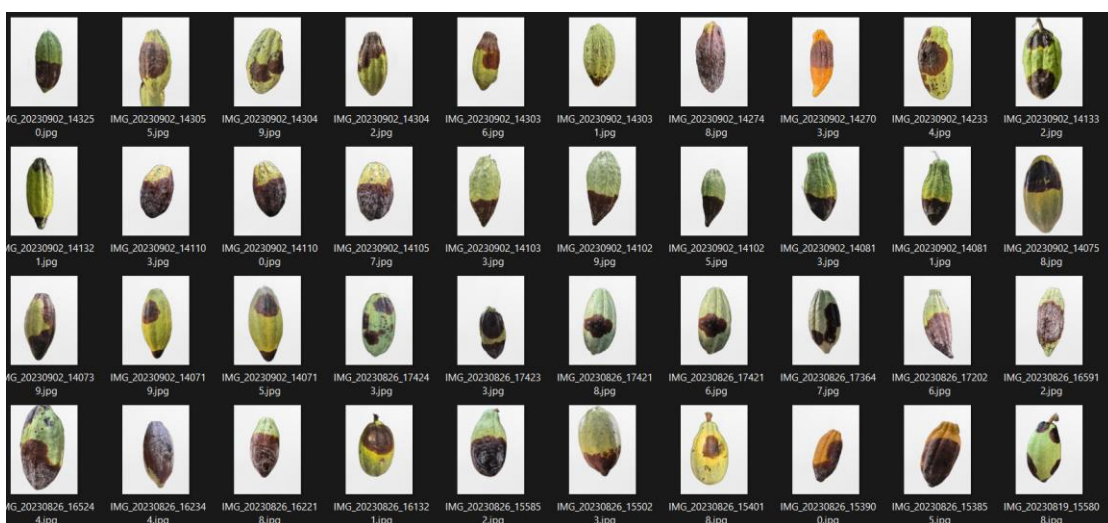 MG_20230902_14325
0.jpg
IMG_20230902_14305
5.jpg
IMG_20230902_14304
9.jpg
IMG_20230902_14304
2.jpg
IMG_20230902_14303
6.jpg
IMG_20230902_14303
1.jpg
IMG_20230902_14274
8.jpg
IMG_20230902_14270
3.jpg
IMG_20230902_14233
4.jpg
IMG_20230902_14133
2.jpg
MG_20230902_14132
1.jpg
IMG_20230902_14110
3.jpg
IMG_20230902_14110
0.jpg
IMG_20230902_14105
7.jpg
IMG_20230902_14103
3.jpg
IMG_20230902_14102
9.jpg
IMG_20230902_14102
5.jpg
IMG_20230902_14081
3.jpg
IMG_20230902_14081
1.jpg
IMG_20230902_14075
8.jpg
MG_20230902_14073
9.jpg
IMG_20230902_14071
9.jpg
IMG_20230902_14071
5.jpg
IMG_20230826_17424
3.jpg
IMG_20230826_17423
3.jpg
IMG_20230826_17421
8.jpg
IMG_20230826_17421
6.jpg
IMG_20230826_17364
7.jpg
IMG_20230826_17202
6.jpg
IMG_20230826_16591
2.jpg
MG_20230826_16524
4.jpg
IMG_20230826_16234
4.jpg
IMG_20230826_16221
8.jpg
IMG_20230826_16132
1.jpg
IMG_20230826_15585
2.jpg
IMG_20230826_15502
3.jpg
IMG_20230826_15401
8.jpg
IMG_20230826_15390
0.jpg
IMG_20230826_15385
5.jpg
IMG_20230819_15580
8.jpg